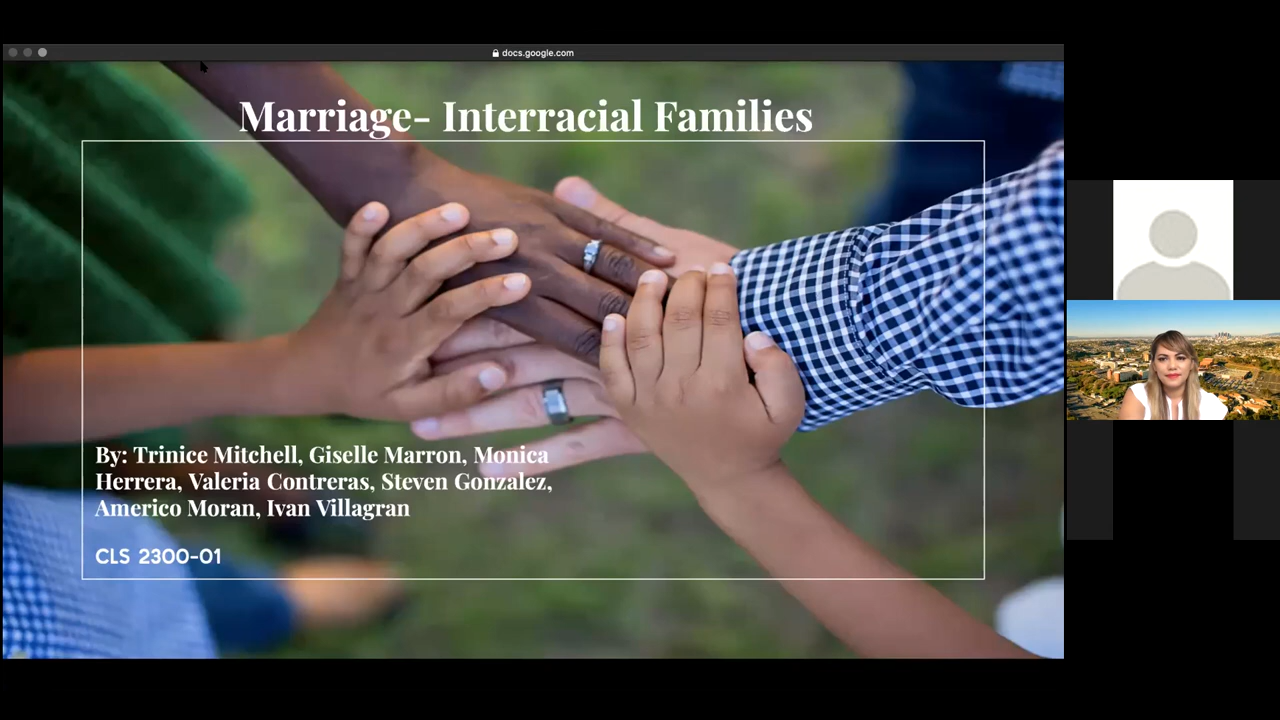 docs.google.com
Marriage- Interracial Families
By: Trinice Mitchell, Giselle Marron, Monica
Herrera, Valeria Contreras, Steven Gonzalez,
Americo Moran, Ivan Villagran
CLS 2300-01